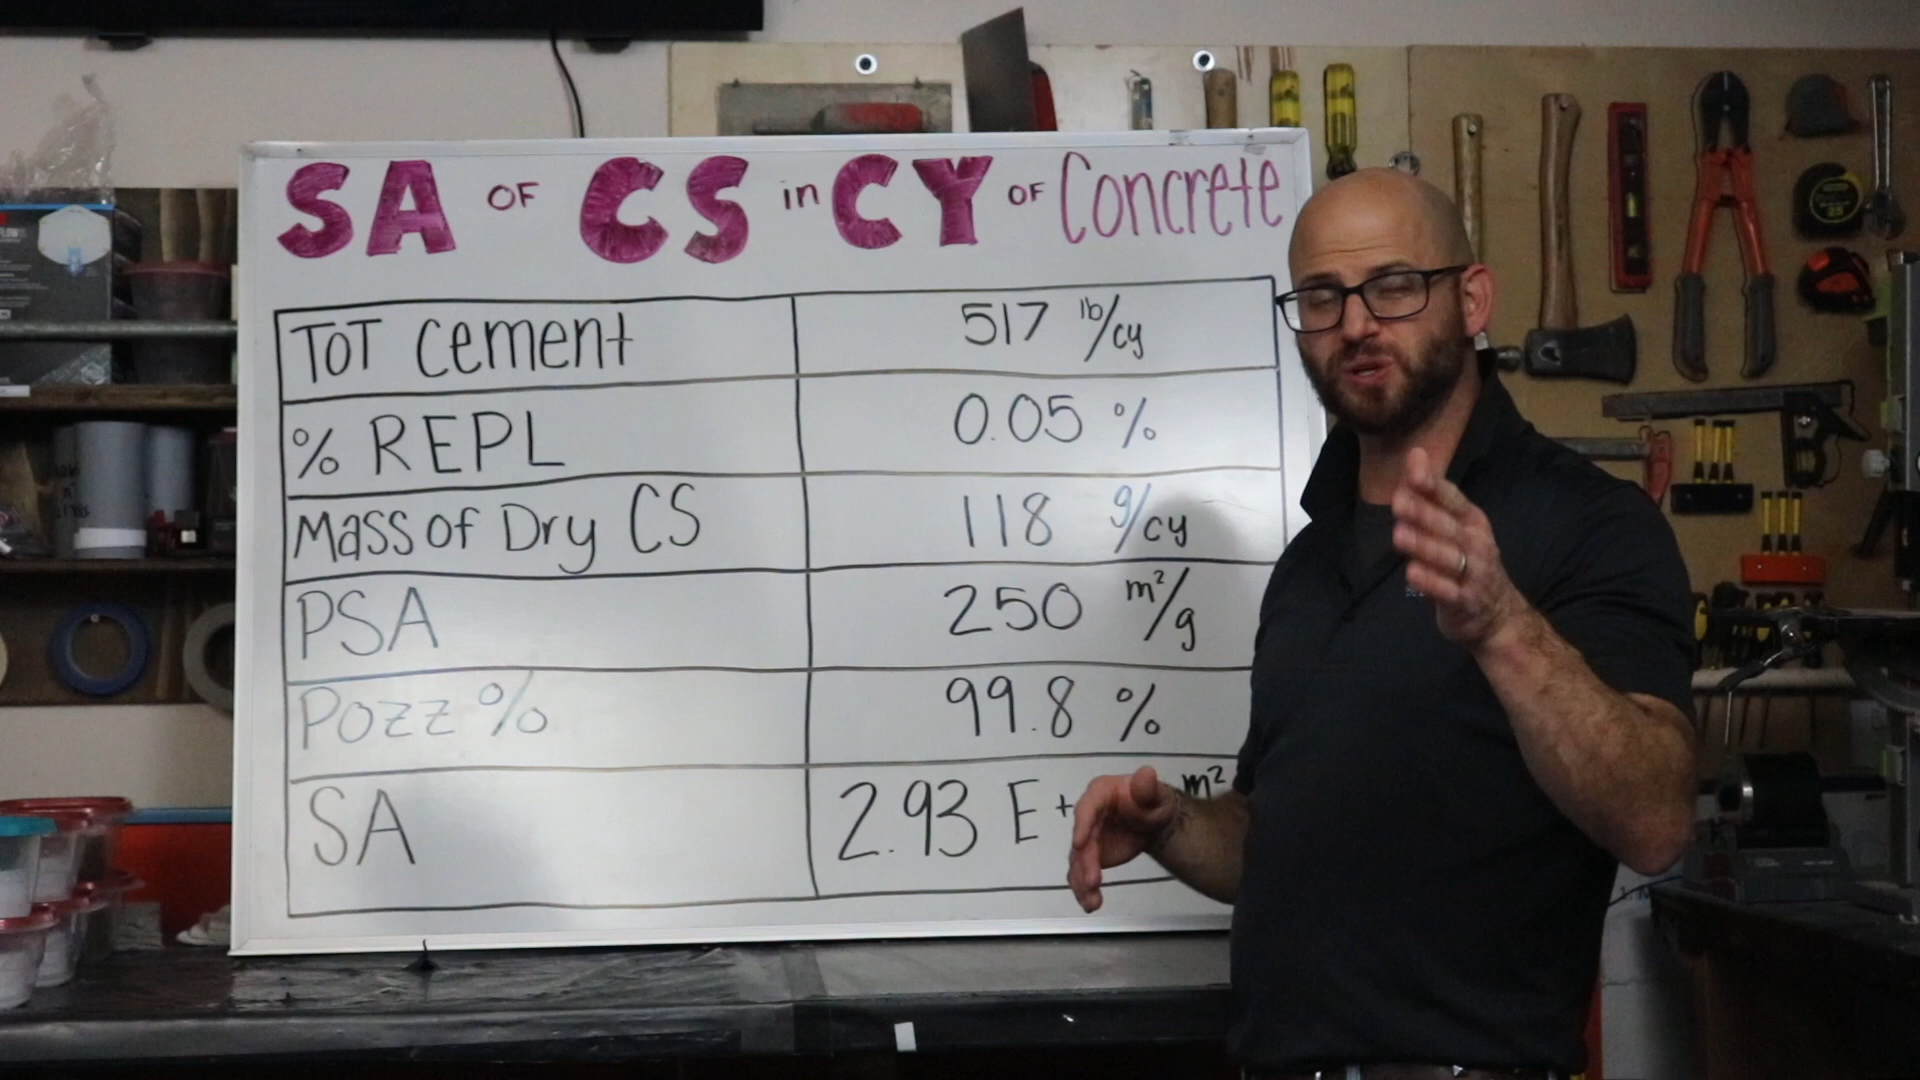 SA OF CS in CY OF Concrete
TOT Cement 517 lb/cy
% REPL 0.05 %
Mass of Dry CS 118 g/cy
PSA 250 m²/g
POZZ % 99.8 %
SA 2.93 E+ m²
25